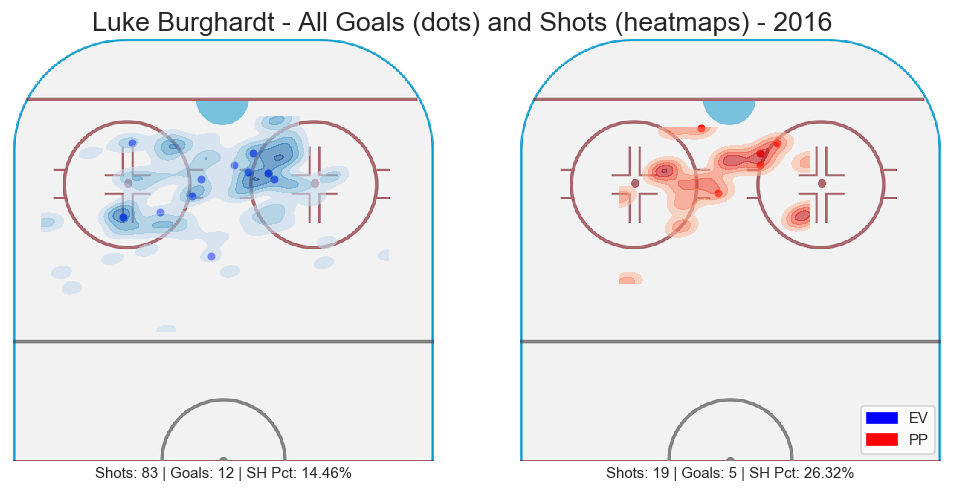 Luke Burghardt - All Goals (dots) and Shots (heatmaps) - 2016
EV
PP
Shots: 83 | Goals: 12 | SH Pct: 14.46%
Shots: 19 | Goals: 5 | SH Pct: 26.32%